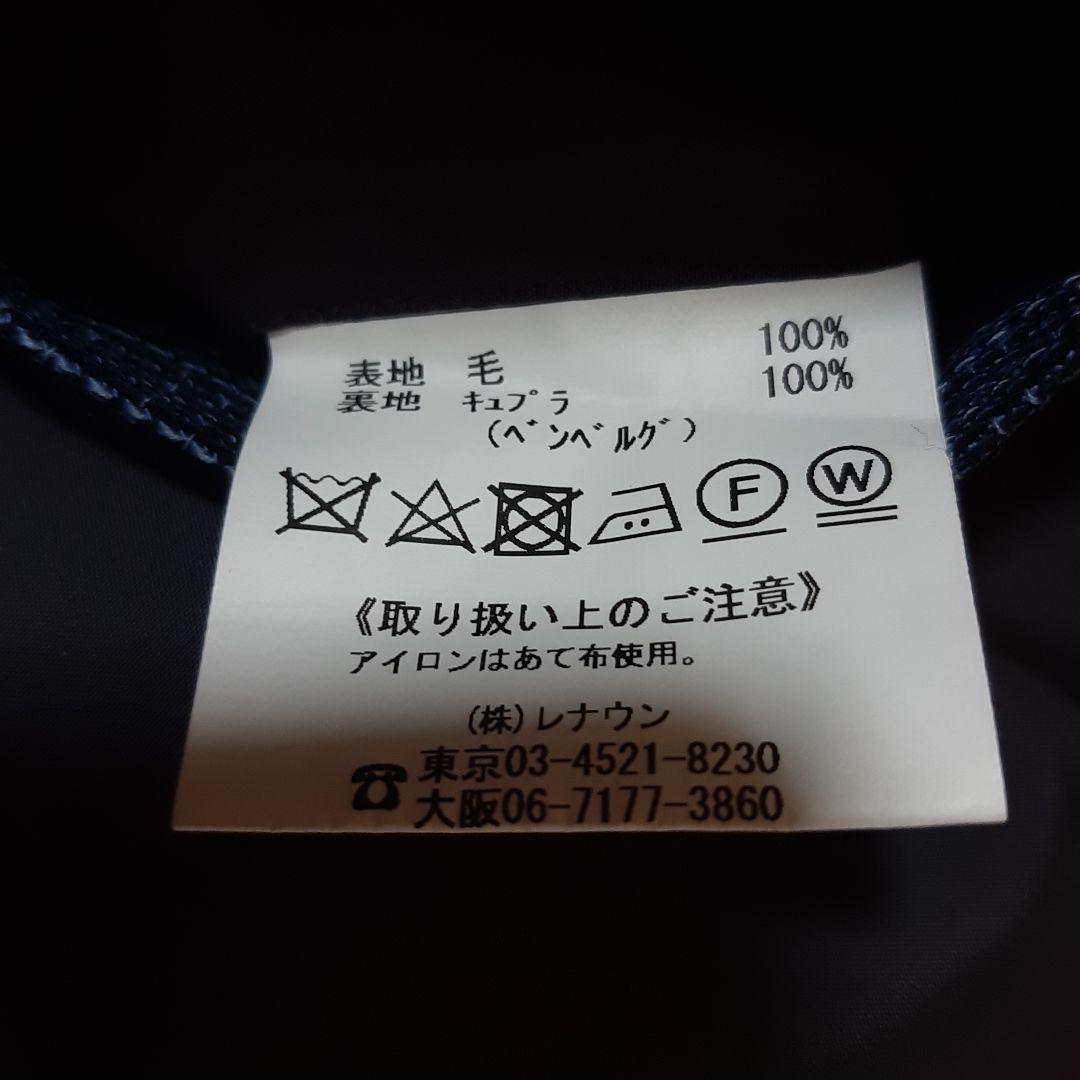 表地 毛 100%
裏地 キュプラ 100%
(ベンベルグ)
F W
《取り扱い上のご注意》
アイロンはあて布使用。
(株)レナウン
☎東京03-4521-8230
大阪06-7177-3860